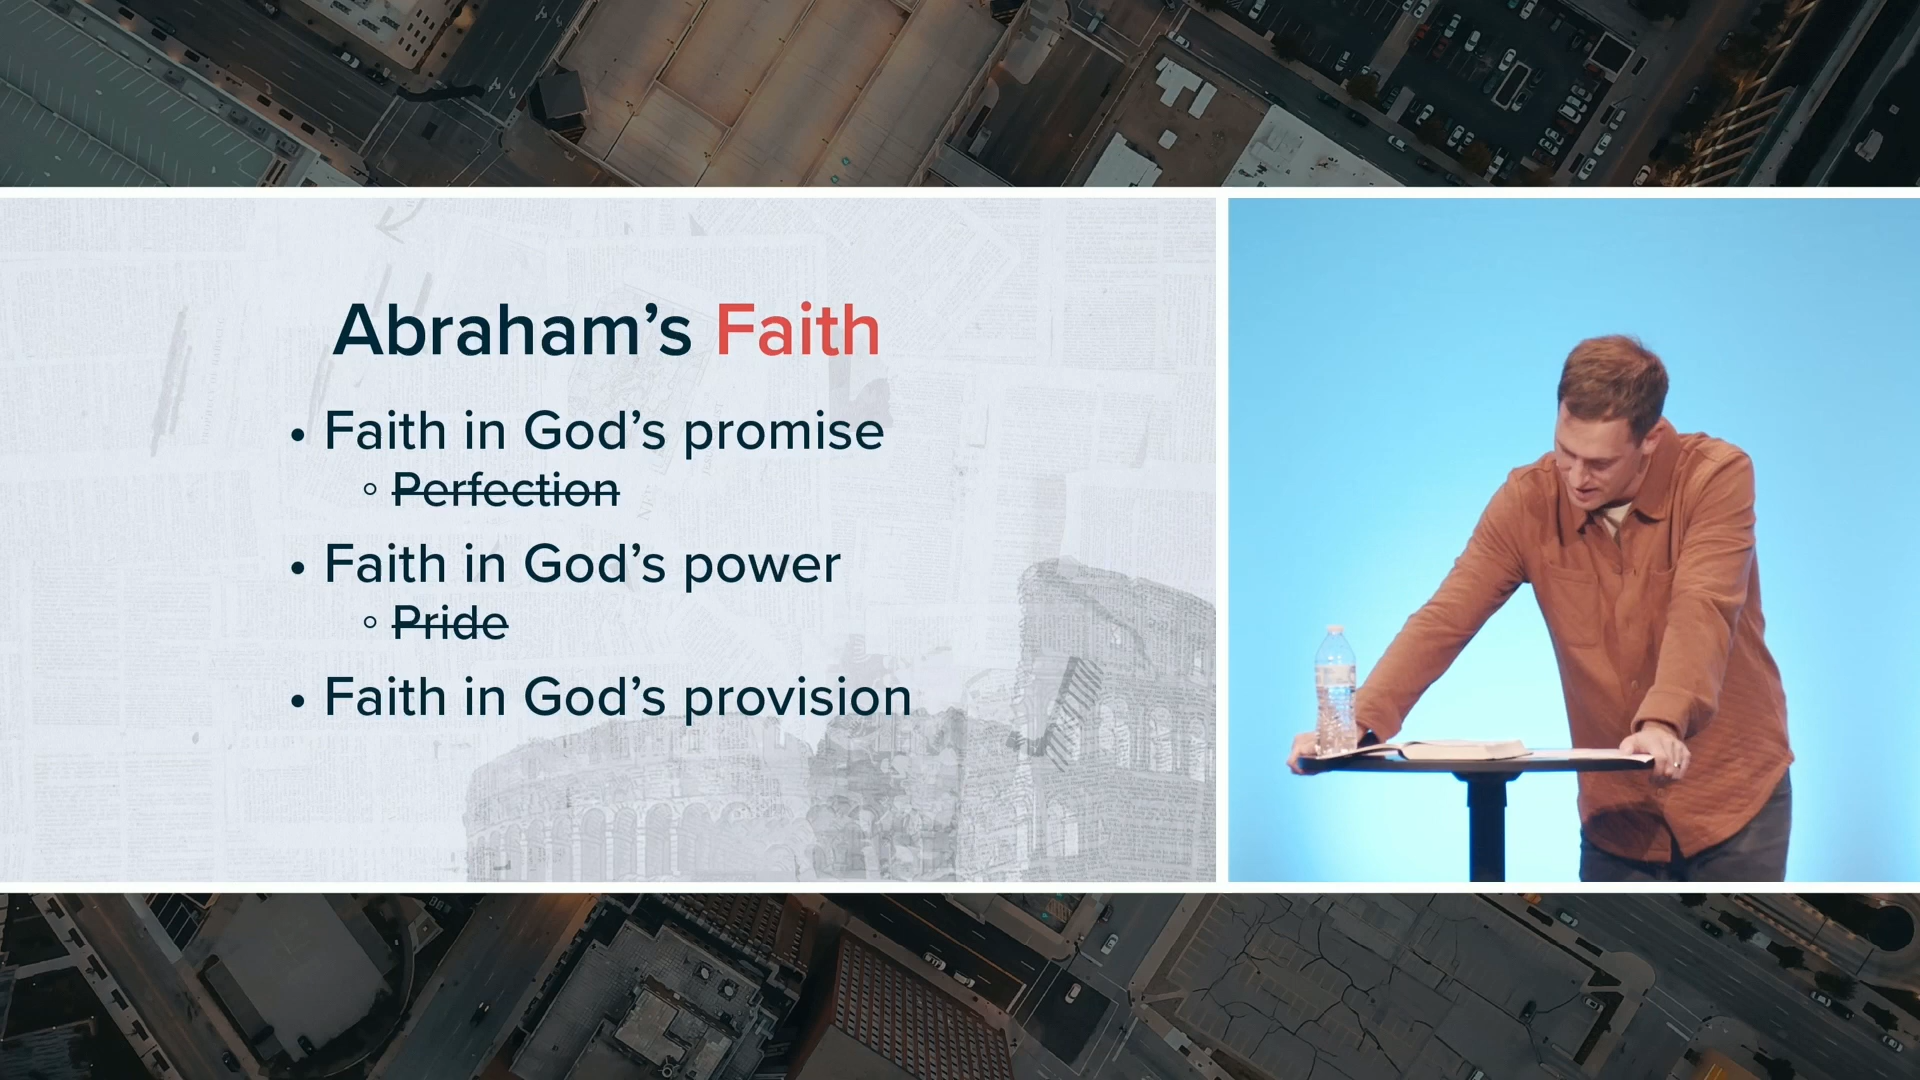 Abraham’s Faith
• Faith in God’s promise
◦ Perfection
• Faith in God’s power
◦ Pride
• Faith in God’s provision